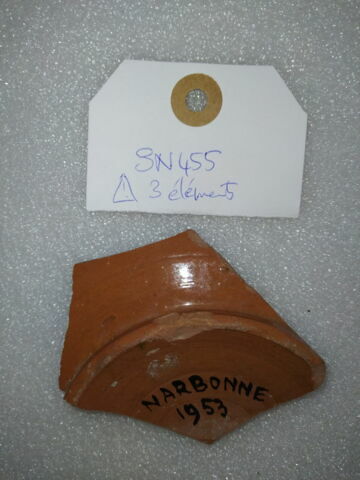 SN455
⚠ 3 éléments
NARBONNE
1953